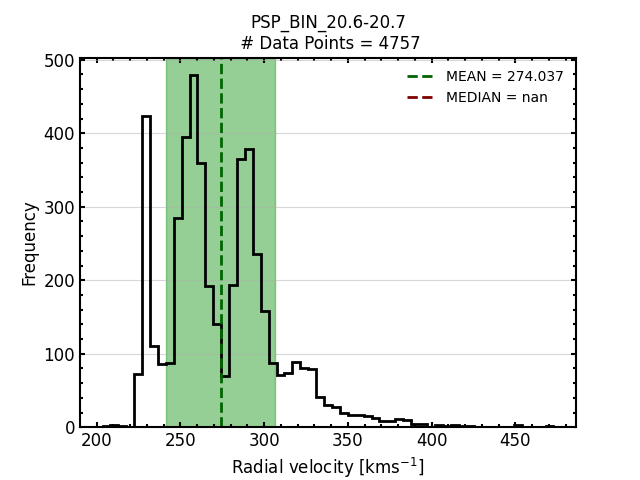 PSP_BIN_20.6-20.7
# Data Points = 4757
MEAN = 274.037
MEDIAN = nan
Frequency
500
400
300
200
100
0
200 250 300 350 400 450
Radial velocity [kms⁻¹]